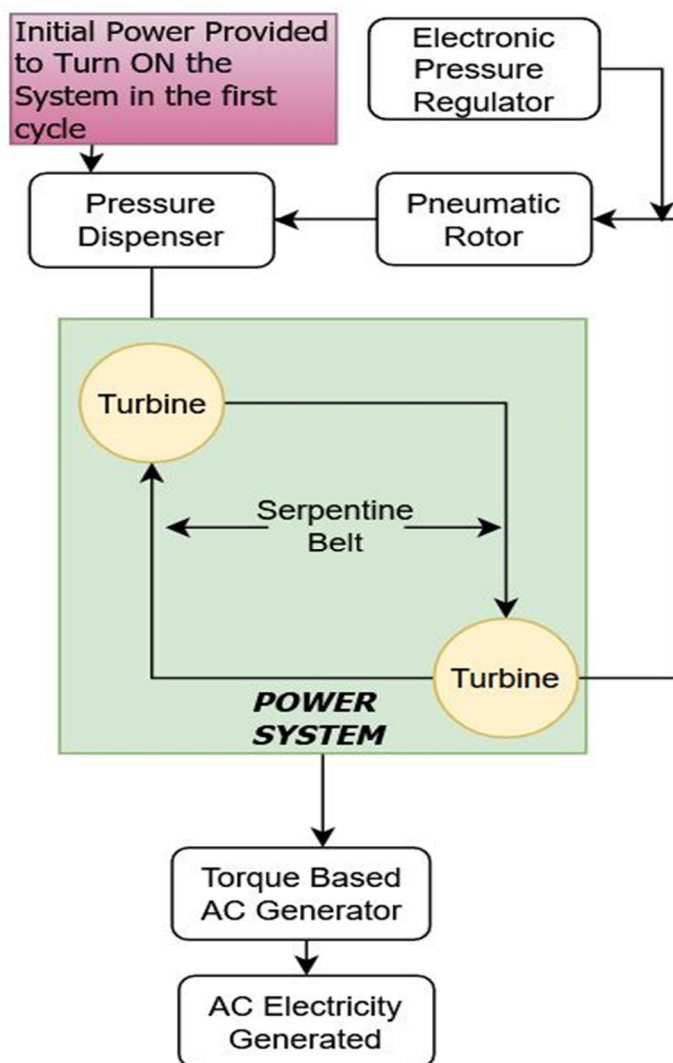 Initial Power Provided
to Turn ON the
System in the first
cycle
Electronic
Pressure
Regulator
Pressure
Dispenser
Pneumatic
Rotor
Turbine
Serpentine
Belt
Turbine
POWER
SYSTEM
Torque Based
AC Generator
AC Electricity
Generated